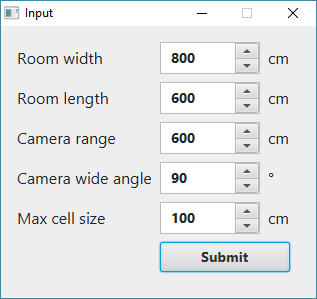 Input
Room width 800 cm
Room length 600 cm
Camera range 600 cm
Camera wide angle 90 °
Max cell size 100 cm
Submit